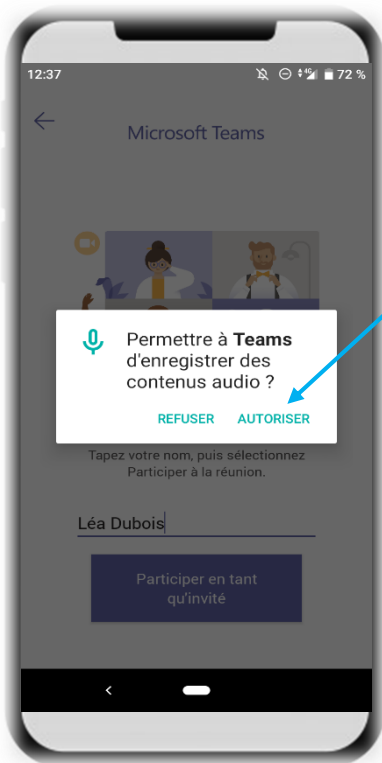 12:37 4G 72 %
Microsoft Teams
Permettre à Teams
d'enregistrer des
contenus audio ?
REFUSER AUTORISER
Tapez votre nom, puis sélectionnez
Participer à la réunion.
Léa Dubois
Participer en tant
qu'invité